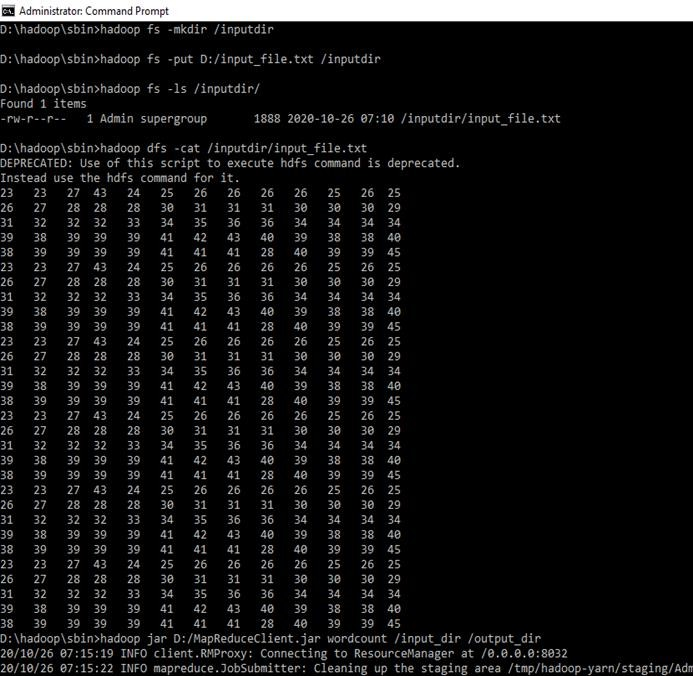 Administrator: Command Prompt
D:\hadoop\sbin>hadoop fs -mkdir /inputdir
D:\hadoop\sbin>hadoop fs -put D:/input_file.txt /inputdir
D:\hadoop\sbin>hadoop fs -ls /inputdir/
Found 1 items
-rw-r--r--   1 Admin supergroup       1888 2020-10-26 07:10 /inputdir/input_file.txt
D:\hadoop\sbin>hadoop dfs -cat /inputdir/input_file.txt
DEPRECATED: Use of this script to execute hdfs command is deprecated.
Instead use the hdfs command for it.
23 23 27 43 24 25 26 26 26 26 25 26 25
26 27 28 28 28 30 31 31 31 30 30 30 29
31 32 32 32 33 34 35 36 36 34 34 34 34
39 38 39 39 39 41 42 43 40 39 38 38 40
38 39 39 39 39 41 41 41 28 40 39 39 45
23 23 27 43 24 25 26 26 26 26 25 26 25
26 27 28 28 28 30 31 31 31 30 30 30 29
31 32 32 32 33 34 35 36 36 34 34 34 34
39 38 39 39 39 41 42 43 40 39 38 38 40
38 39 39 39 39 41 41 41 28 40 39 39 45
23 23 27 43 24 25 26 26 26 26 25 26 25
26 27 28 28 28 30 31 31 31 30 30 30 29
31 32 32 32 33 34 35 36 36 34 34 34 34
39 38 39 39 39 41 42 43 40 39 38 38 40
38 39 39 39 39 41 41 41 28 40 39 39 45
23 23 27 43 24 25 26 26 26 26 25 26 25
26 27 28 28 28 30 31 31 31 30 30 30 29
31 32 32 32 33 34 35 36 36 34 34 34 34
39 38 39 39 39 41 42 43 40 39 38 38 40
38 39 39 39 39 41 41 41 28 40 39 39 45
23 23 27 43 24 25 26 26 26 26 25 26 25
26 27 28 28 28 30 31 31 31 30 30 30 29
31 32 32 32 33 34 35 36 36 34 34 34 34
39 38 39 39 39 41 42 43 40 39 38 38 40
38 39 39 39 39 41 41 41 28 40 39 39 45
23 23 27 43 24 25 26 26 26 26 25 26 25
26 27 28 28 28 30 31 31 31 30 30 30 29
31 32 32 32 33 34 35 36 36 34 34 34 34
39 38 39 39 39 41 42 43 40 39 38 38 40
38 39 39 39 39 41 41 41 28 40 39 39 45
D:\hadoop\sbin>hadoop jar D:/MapReduceClient.jar wordcount /input_dir /output_dir
20/10/26 07:15:19 INFO client.RMProxy: Connecting to ResourceManager at /0.0.0.0:8032
20/10/26 07:15:22 INFO mapreduce.JobSubmitter: Cleaning up the staging area /tmp/hadoop-yarn/staging/Adm